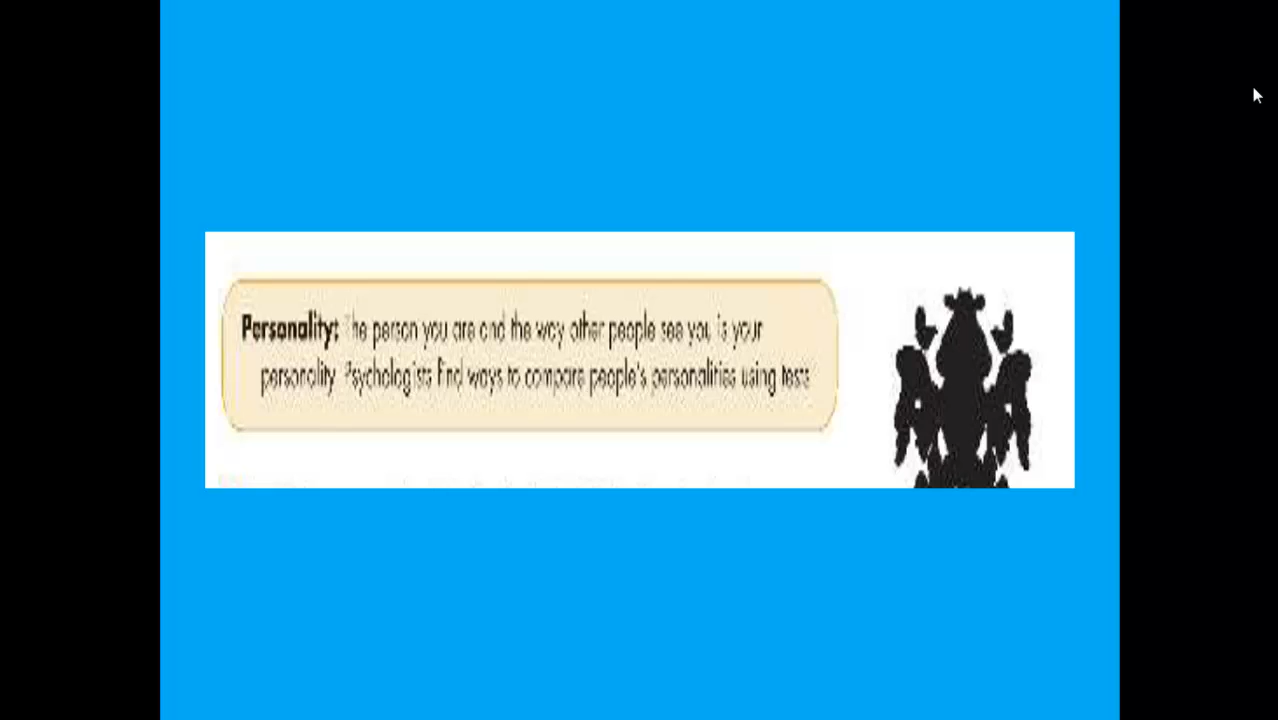 Personality: The person you are and the way other people see you is your
personality Psychologists find ways to compare people's personalities using tests